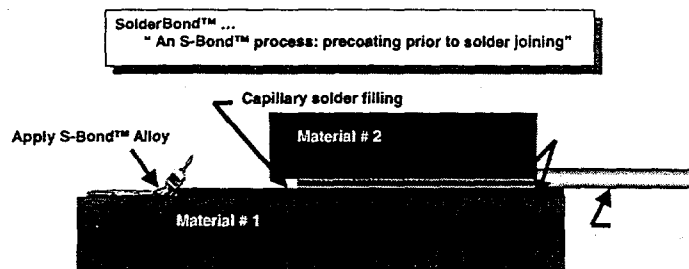 SolderBond™ ...
" An S-Bond™ process: precoating prior to solder joining"
Capillary solder filling
Apply S-Bond™ Alloy
Material # 2
Material # 1